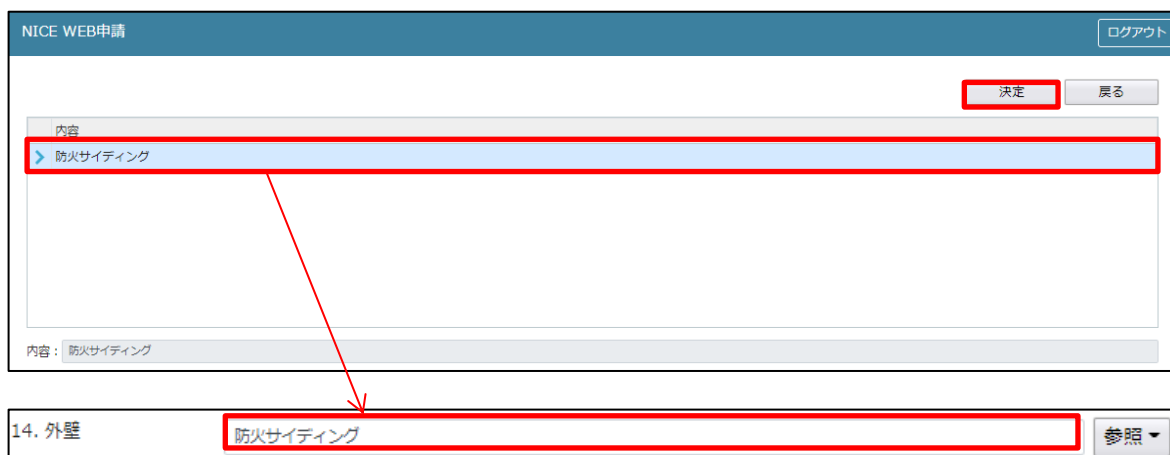 NICE WEB申請
ログアウト
決定 戻る
内容
防火サイディング
内容： 防火サイディング
14. 外壁 防火サイディング 参照